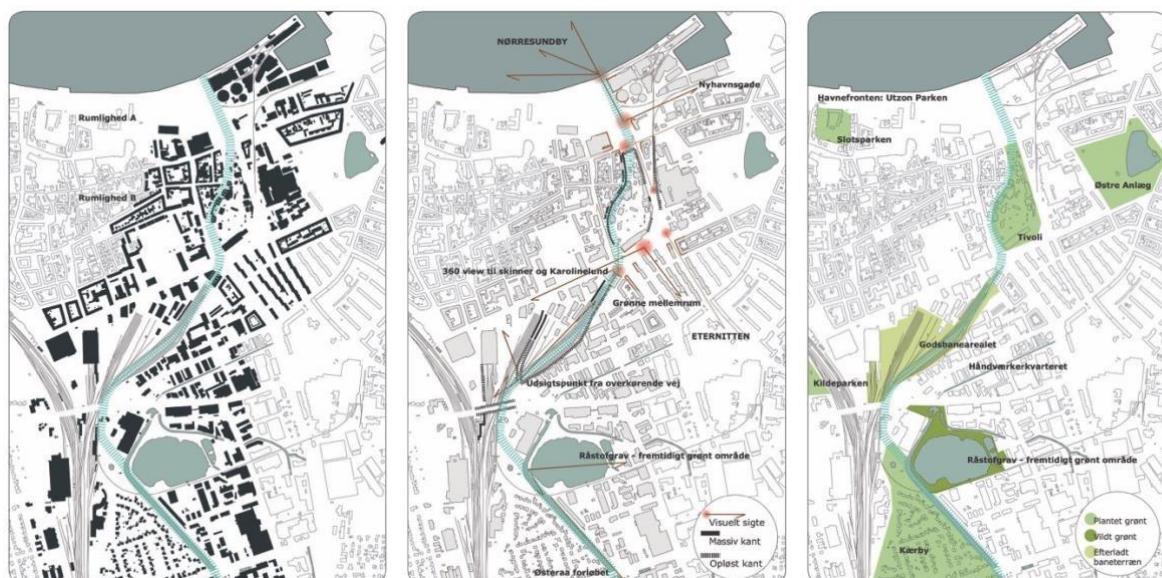 Rumlighed A
Rumlighed B
NØRRESUNDBY
Nyhavnsgade
360 view til skinner og Karolinelund
Grønne mellemrum
ETERNITTEN
Udsigtspunkt fra overkørende vej
Råstofgrav - fremtidigt grønt område
Østeraa forløbet
Visuelt sigte
Massiv kant
Opløst kant
Havnefronten: Utzon Parken
Slotsparken
Østre Anlæg
Tivoli
Godsbanearealet
Håndværkerkvarteret
Kildeparken
Råstofgrav - fremtidigt grønt område
Kærby
Plantet grønt
Vildt grønt
Efterladt
baneterræn